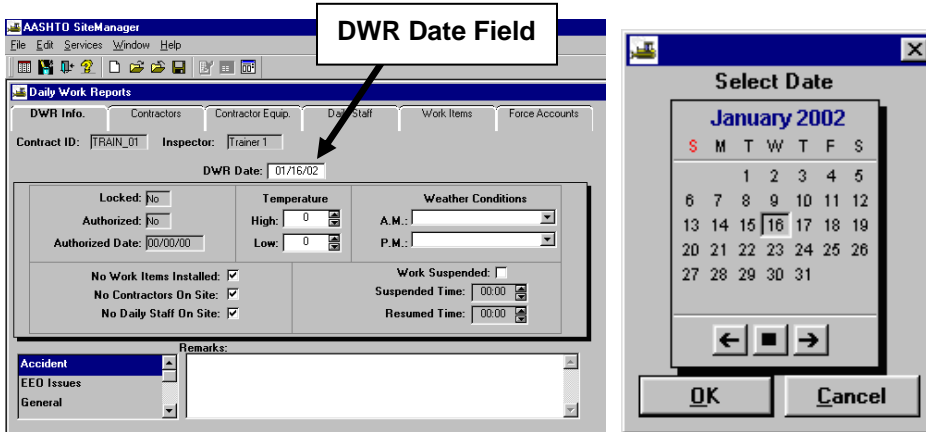 DWR Date Field
AASHTO SiteManager
File Edit Services Window Help
Daily Work Reports
DWR Info. Contractors Contractor Equip. Daily Staff Work Items Force Accounts
Contract ID: TRAIN_01 Inspector: Trainer 1
DWR Date: 01/16/02
Locked: No
Authorized: No
Authorized Date: 00/00/00
Temperature
High: 0
Low: 0
Weather Conditions
A.M.:
P.M.:
No Work Items Installed:
No Contractors On Site:
No Daily Staff On Site:
Work Suspended:
Suspended Time: 00:00
Resumed Time: 00:00
Remarks:
Accident
EEO Issues
General
Select Date
January 2002
S M T W T F S
1 2 3 4 5
6 7 8 9 10 11 12
13 14 15 16 17 18 19
20 21 22 23 24 25 26
27 28 29 30 31
OK Cancel